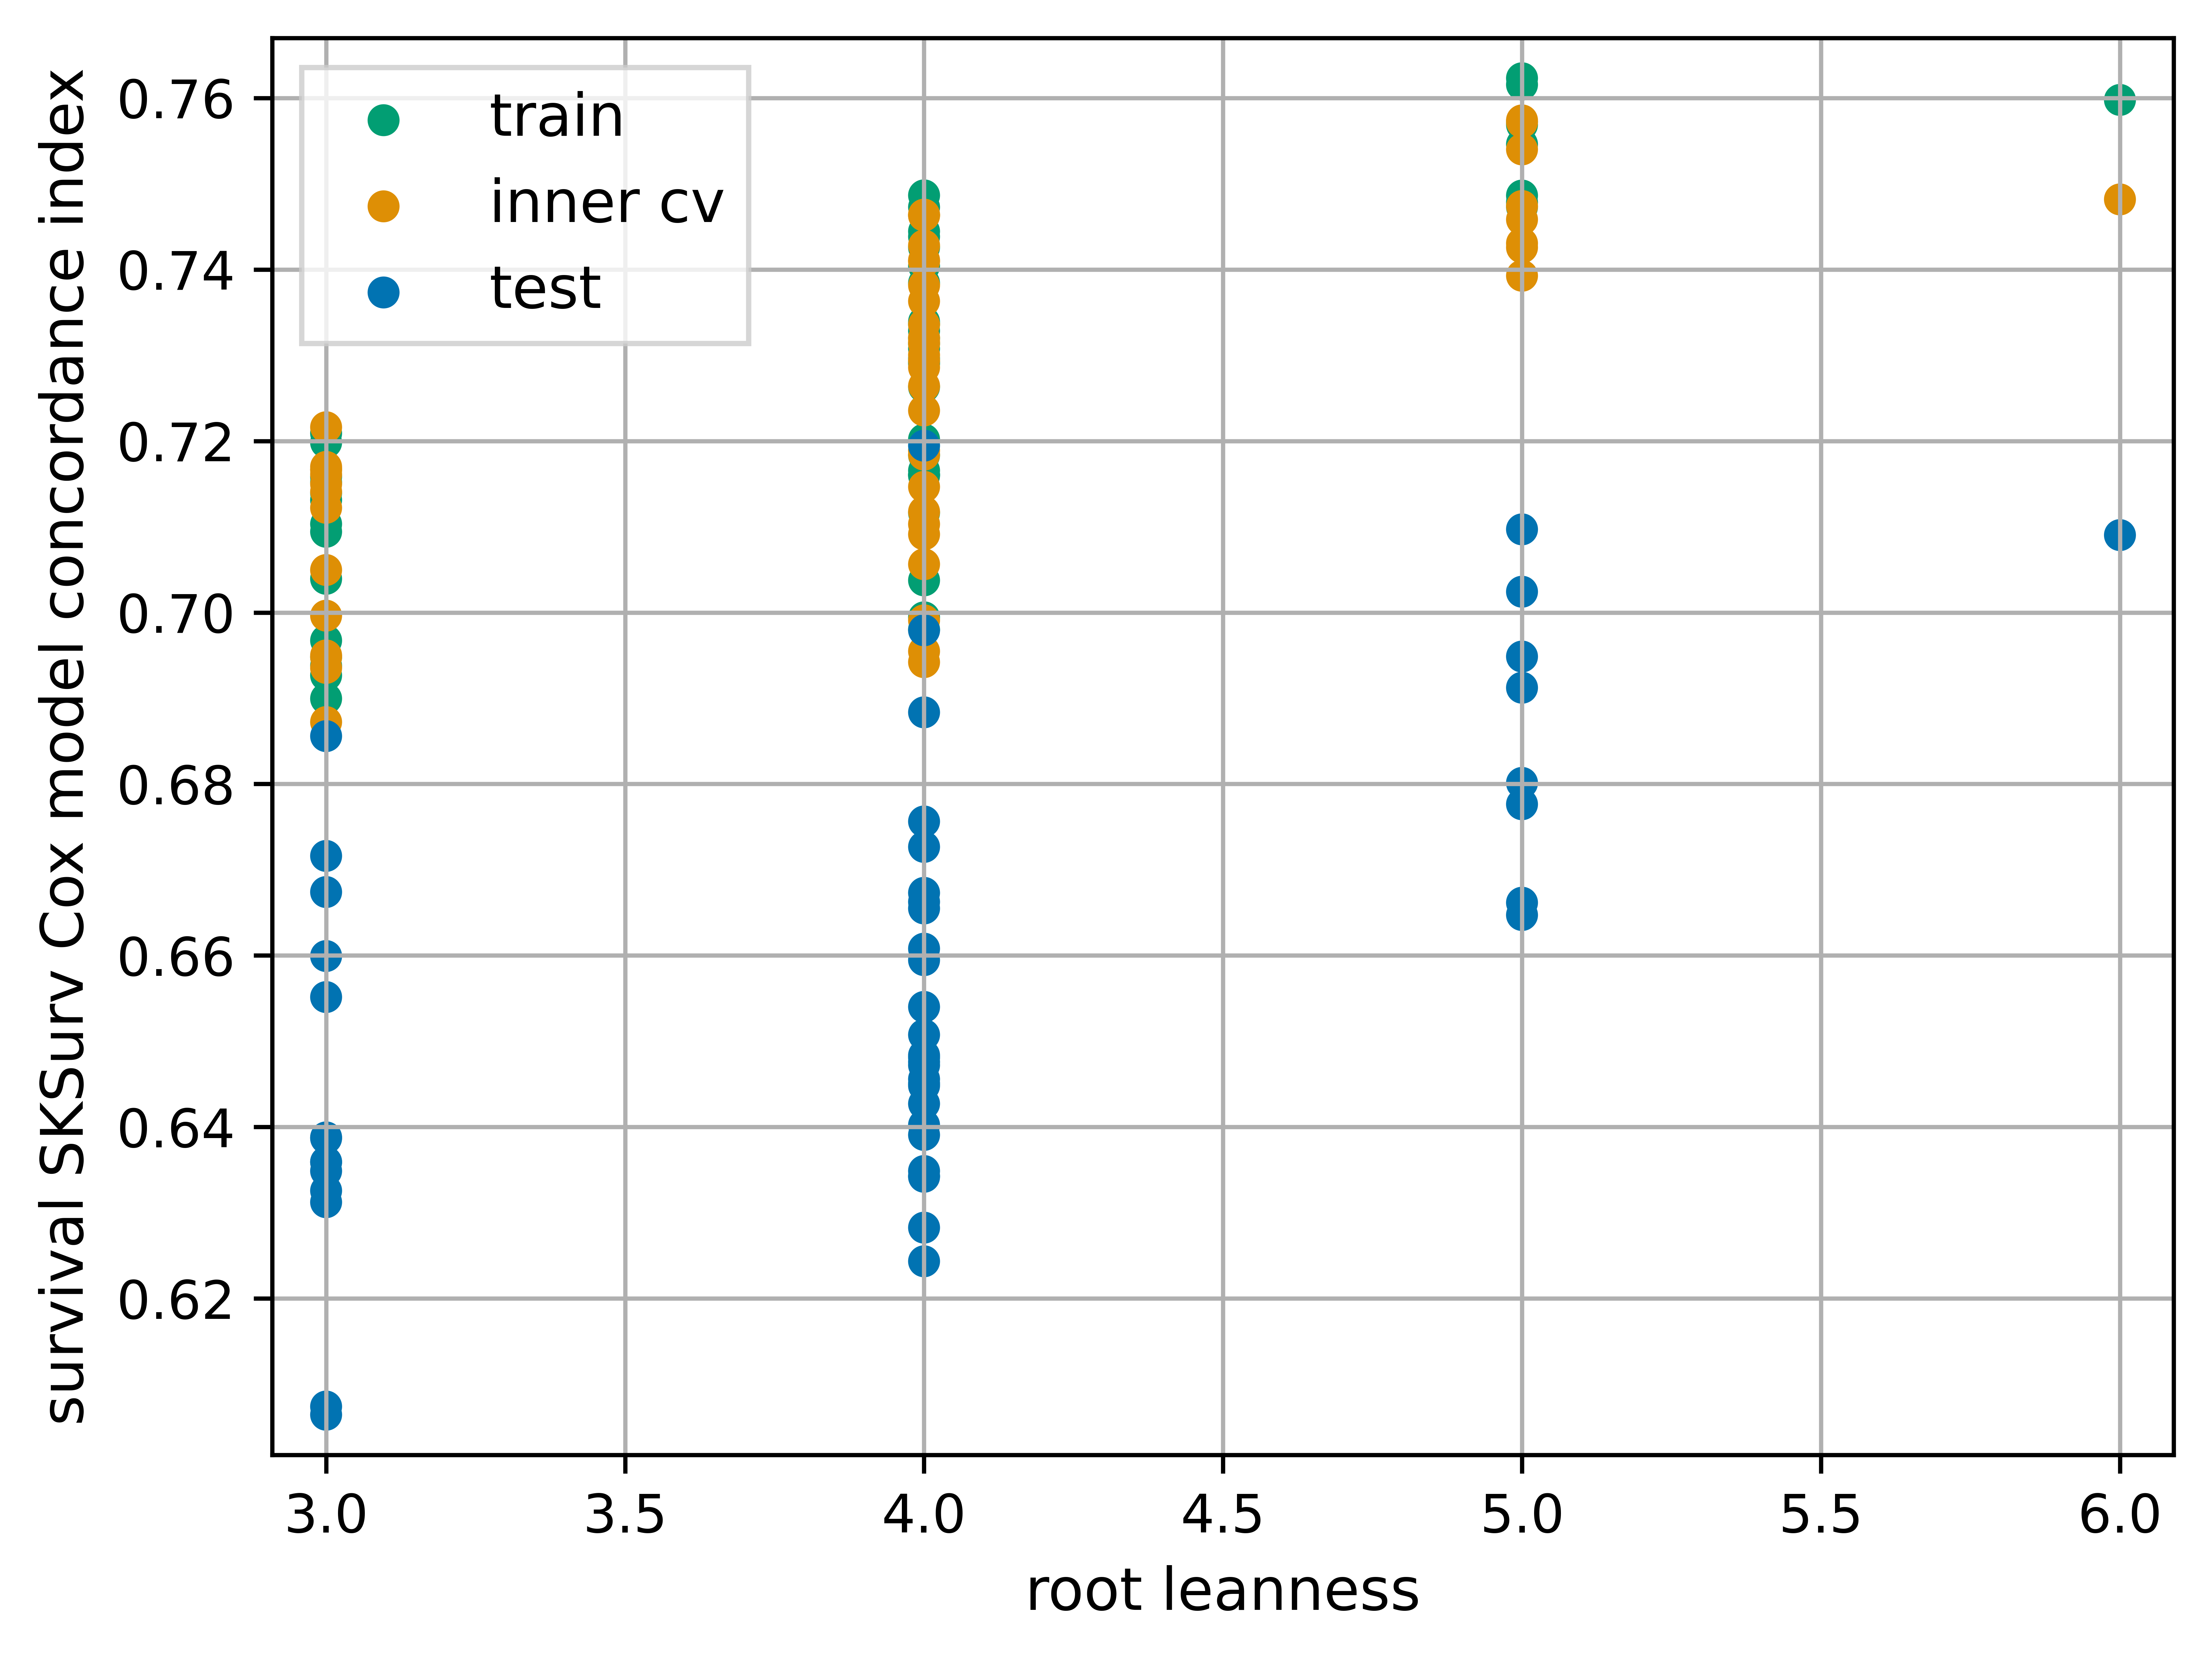 survival SKSurv Cox model concordance index
0.76
0.74
0.72
0.70
0.68
0.66
0.64
0.62
train
inner cv
test
3.0 3.5 4.0 4.5 5.0 5.5 6.0
root leanness